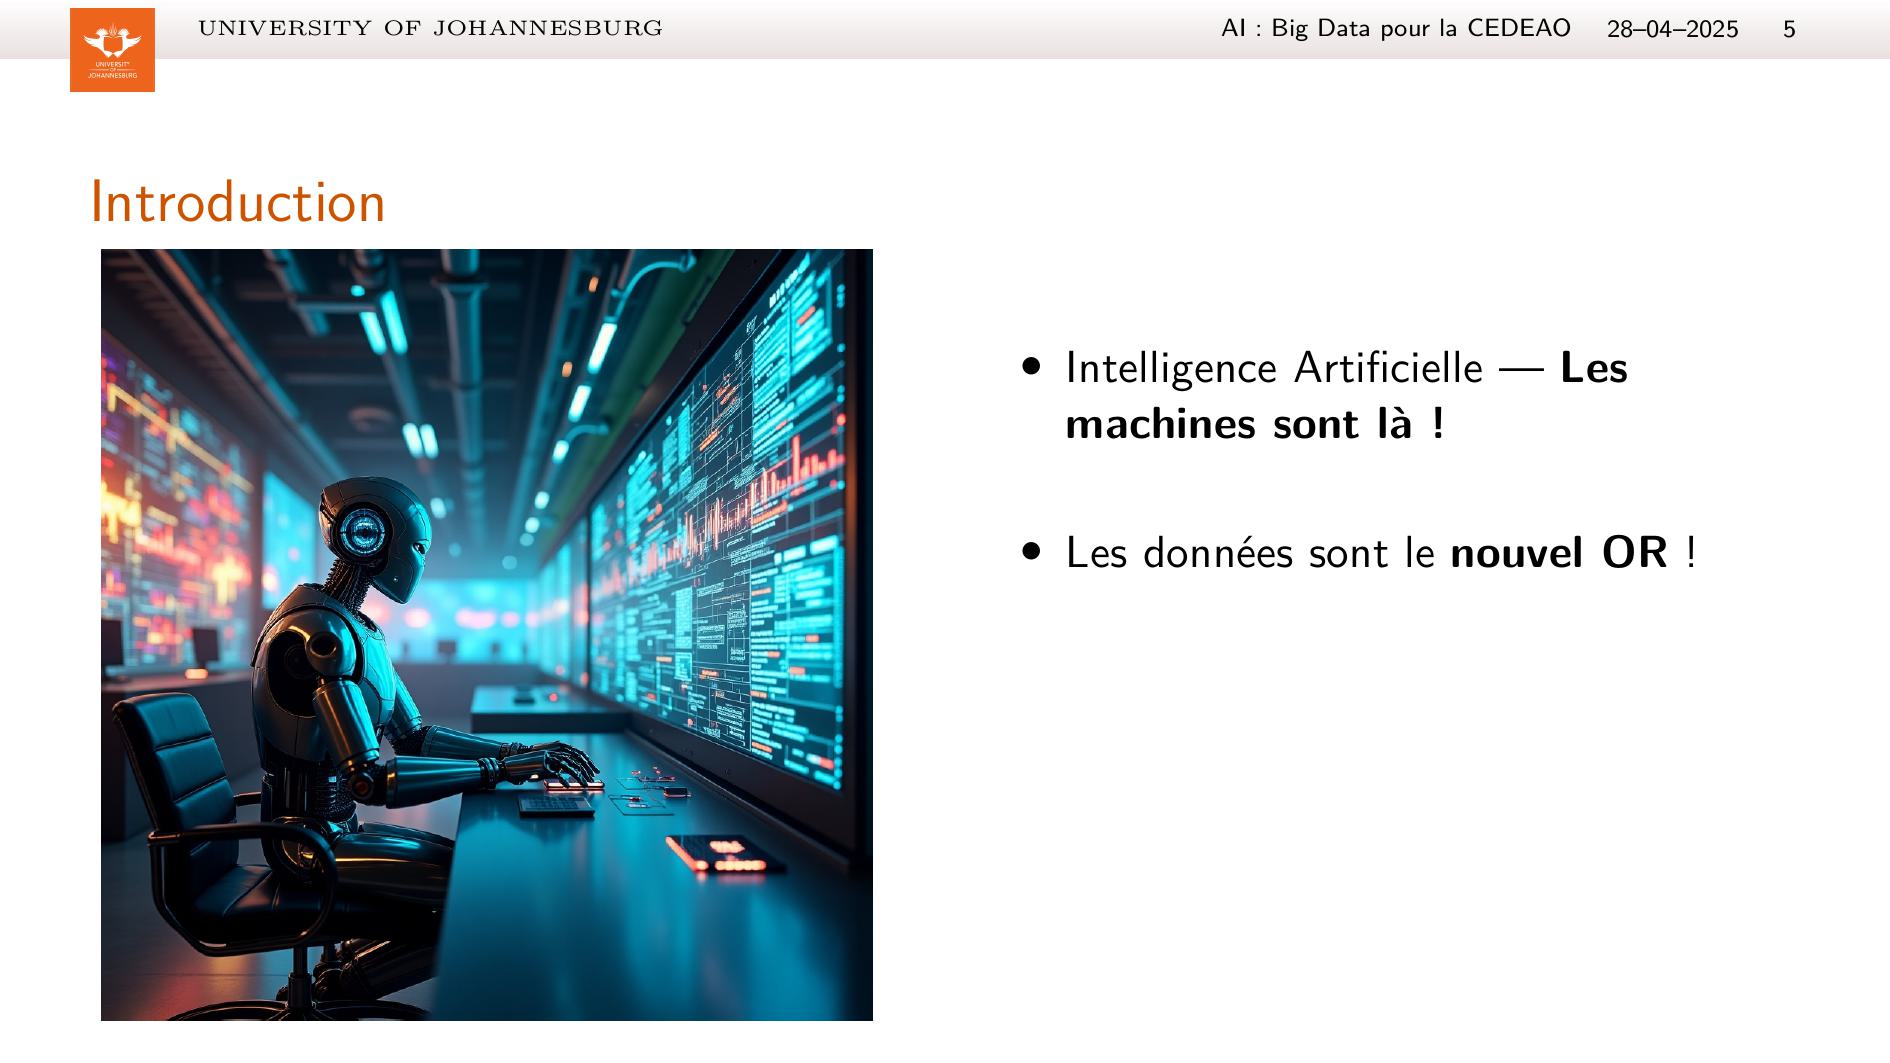 UNIVERSITY OF JOHANNESBURG
AI : Big Data pour la CEDEAO 28–04–2025 5
UNIVERSITY
OF
JOHANNESBURG
Introduction
• Intelligence Artificielle — Les
machines sont là !
• Les données sont le nouvel OR !